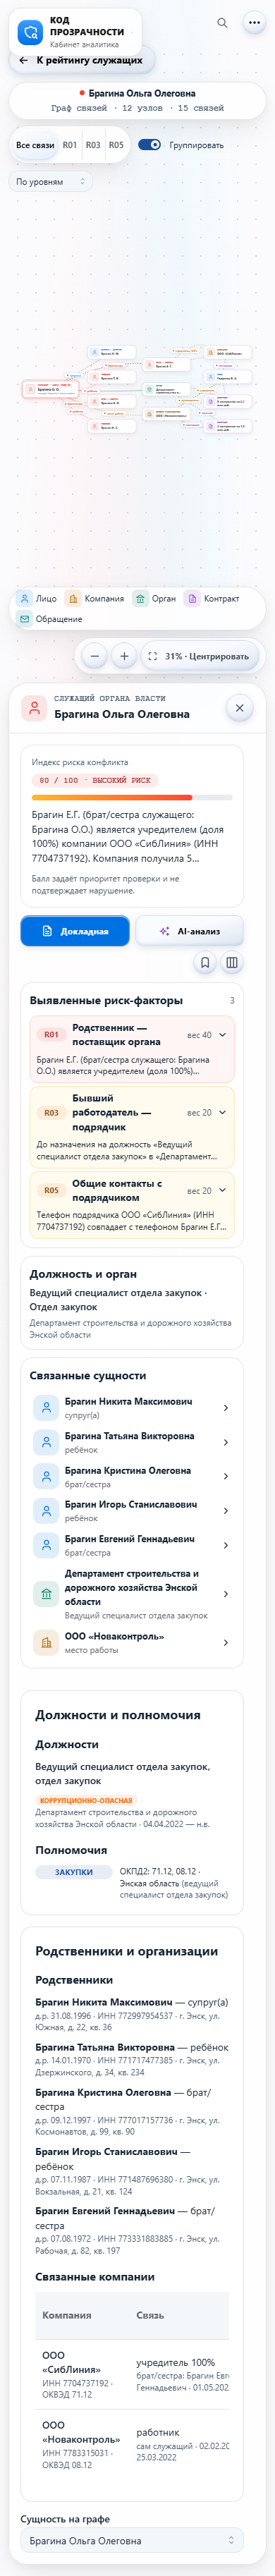 КОД
ПРОЗРАЧНОСТИ
Кабинет аналитика
К рейтингу служащих
Брагина Ольга Олеговна
Граф связей · 12 узлов · 15 связей
Все связи R01 R03 R05 Группировать
По уровням
Лицо Компания Орган Контракт
Обращение
31% · Центрировать
СЛУЖАЩИЙ ОРГАНА ВЛАСТИ
Брагина Ольга Олеговна
Индекс риска конфликта
80 / 100 · ВЫСОКИЙ РИСК
Брагин Е.Г. (брат/сестра служащего:
Брагина О.О.) является учредителем (доля
100%) компании ООО «СибЛиния» (ИНН
7704737192). Компания получила 5...
Балл задаёт приоритет проверки и не
подтверждает нарушение.
Докладная
AI-анализ
Выявленные риск-факторы 3
R01 Родственник —
поставщик органа
вес 40
Брагин Е.Г. (брат/сестра служащего: Брагина
О.О.) является учредителем (доля 100%)...
R03 Бывший
работодатель —
подрядчик
вес 20
До назначения на должность «Ведущий
специалист отдела закупок» в «Департамент...
R05 Общие контакты с
подрядчиком
вес 20
Телефон подрядчика ООО «СибЛиния» (ИНН
7704737192) совпадает с телефоном Брагин Е.Г...
Должность и орган
Ведущий специалист отдела закупок ·
Отдел закупок
Департамент строительства и дорожного хозяйства
Энской области
Связанные сущности
Брагин Никита Максимович
супруг(а)
Брагина Татьяна Викторовна
ребёнок
Брагина Кристина Олеговна
брат/сестра
Брагин Игорь Станиславович
ребёнок
Брагин Евгений Геннадьевич
брат/сестра
Департамент строительства и
дорожного хозяйства Энской
области
Ведущий специалист отдела закупок
ООО «Новаконтроль»
место работы
Должности и полномочия
Должности
Ведущий специалист отдела закупок,
отдел закупок
КОРРУПЦИОННО-ОПАСНАЯ
Департамент строительства и дорожного
хозяйства Энской области · 04.04.2022 — н.в.
Полномочия
ЗАКУПКИ
ОКПД2: 71.12, 08.12 ·
Энская область (ведущий
специалист отдела закупок)
Родственники и организации
Родственники
Брагин Никита Максимович — супруг(а)
д.р. 31.08.1996 · ИНН 772997954537 · г. Энск, ул.
Южная, д. 22, кв. 36
Брагина Татьяна Викторовна — ребёнок
д.р. 14.01.1970 · ИНН 771717477385 · г. Энск, ул.
Дзержинского, д. 34, кв. 234
Брагина Кристина Олеговна — брат/
сестра
д.р. 09.12.1997 · ИНН 777017157736 · г. Энск, ул.
Космонавтов, д. 99, кв. 90
Брагин Игорь Станиславович —
ребёнок
д.р. 07.11.1987 · ИНН 771487696380 · г. Энск, ул.
Вокзальная, д. 21, кв. 124
Брагин Евгений Геннадьевич — брат/
сестра
д.р. 07.08.1972 · ИНН 773331883885 · г. Энск, ул.
Рабочая, д. 82, кв. 197
Связанные компании
Компания Связь
ООО
«СибЛиния»
ИНН 7704737192 ·
ОКВЭД 71.12
учредитель 100%
брат/сестра: Брагин Евге
Геннадьевич · 01.05.202
ООО
«Новаконтроль»
ИНН 7783315031 ·
ОКВЭД 08.12
работник
сам служащий · 02.02.20
25.03.2022
Сущность на графе
Брагина Ольга Олеговна